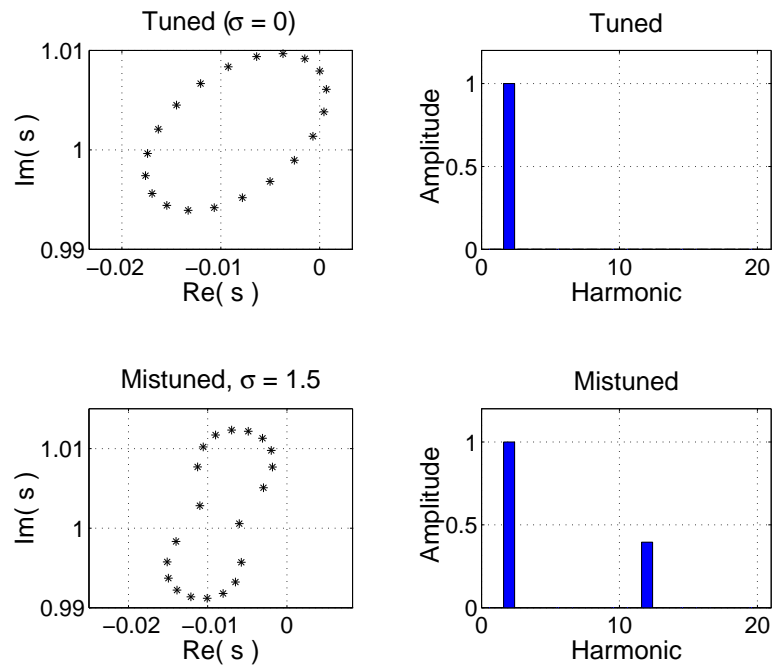 Tuned (σ = 0)
1.01
1
0.99
−0.02
−0.01
0
Im( s )
Re( s )
Tuned
1
0.5
0
0
10
20
Amplitude
Harmonic
Mistuned, σ = 1.5
1.01
1
0.99
−0.02
−0.01
0
Im( s )
Re( s )
Mistuned
1
0.5
0
0
10
20
Amplitude
Harmonic